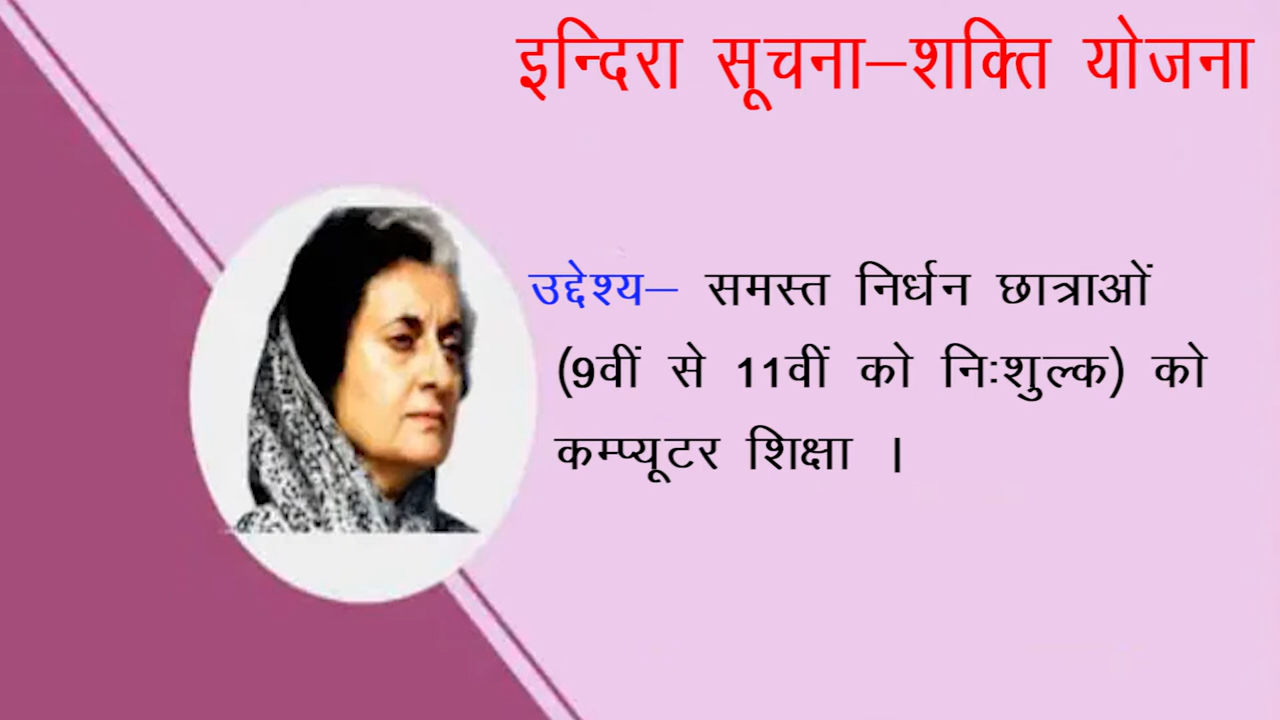 इन्दिरा सूचना–शक्ति योजना
उद्देश्य– समस्त निर्धन छात्राओं
(9वीं से 11वीं को निःशुल्क) को
कम्प्यूटर शिक्षा ।